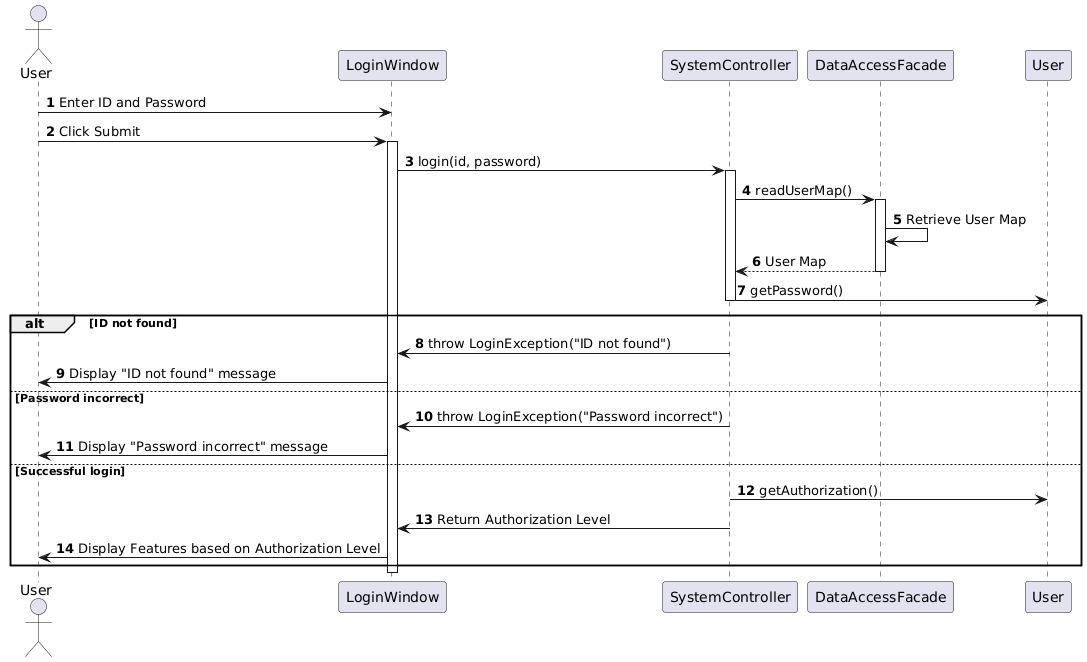 User
LoginWindow
SystemController
DataAccessFacade
User
1 Enter ID and Password
2 Click Submit
3 login(id, password)
4 readUserMap()
5 Retrieve User Map
6 User Map
7 getPassword()
alt [ID not found]
8 throw LoginException("ID not found")
9 Display "ID not found" message
[Password incorrect]
10 throw LoginException("Password incorrect")
11 Display "Password incorrect" message
[Successful login]
12 getAuthorization()
13 Return Authorization Level
14 Display Features based on Authorization Level
User
LoginWindow
SystemController
DataAccessFacade
User